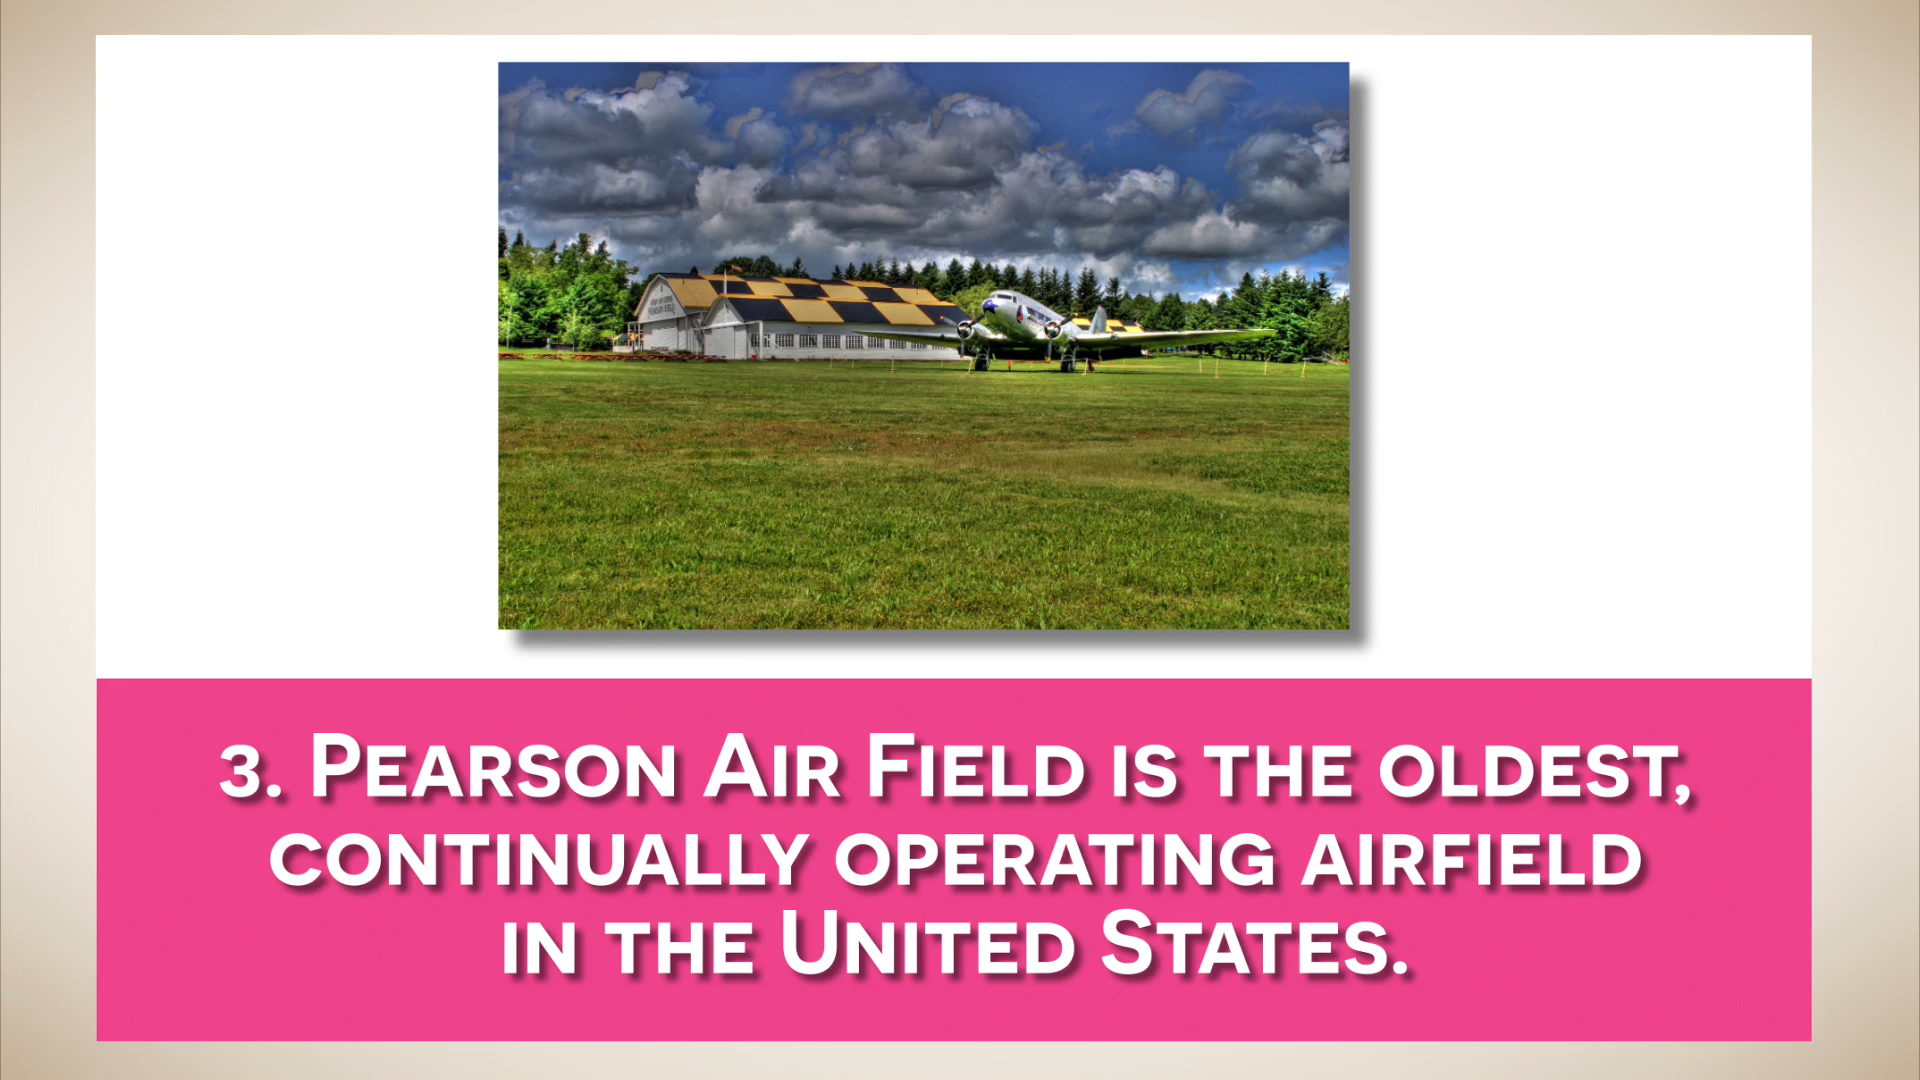 3. Pearson Air Field is the oldest,
continually operating airfield
in the United States.